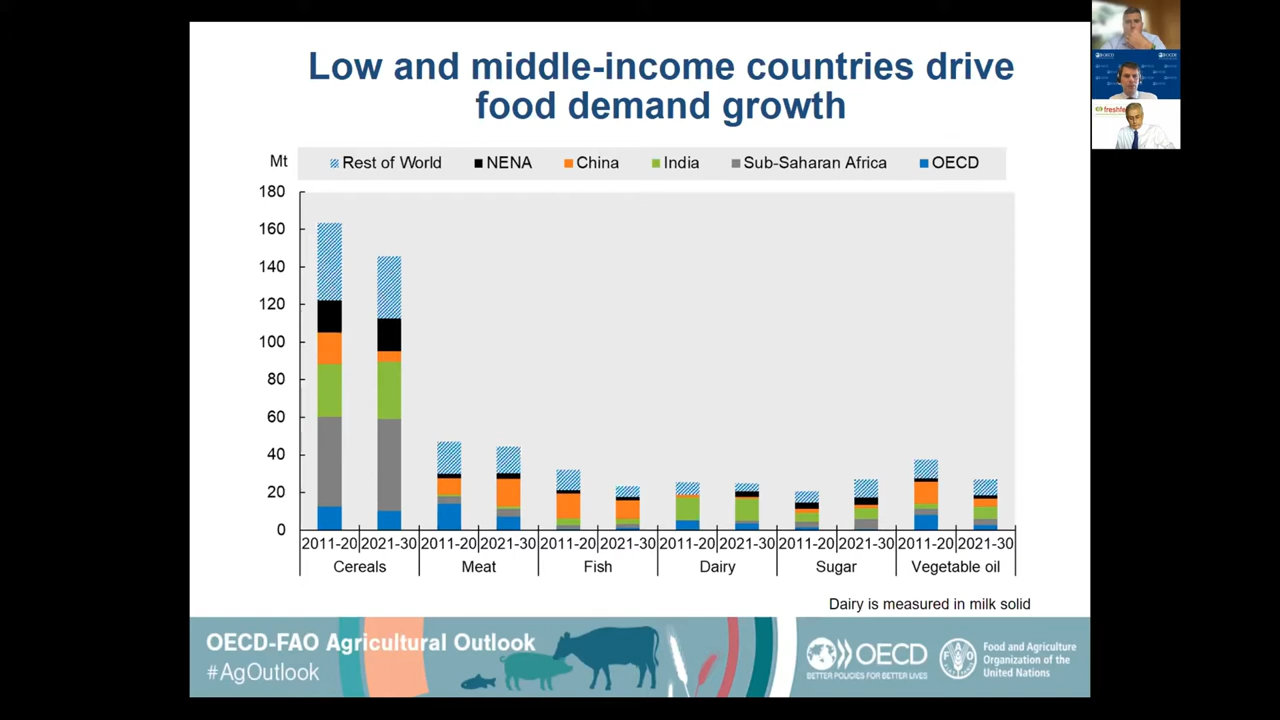 Low and middle-income countries drive
food demand growth
Mt
Rest of World NENA China India Sub-Saharan Africa OECD
180
160
140
120
100
80
60
40
20
0
2011-20 2021-30 2011-20 2021-30 2011-20 2021-30 2011-20 2021-30 2011-20 2021-30 2011-20 2021-30
Cereals Meat Fish Dairy Sugar Vegetable oil
Dairy is measured in milk solid
OECD-FAO Agricultural Outlook
#AgOutlook
OECD
BETTER POLICIES FOR BETTER LIVES
FAO
Food and Agriculture
Organization of the
United Nations